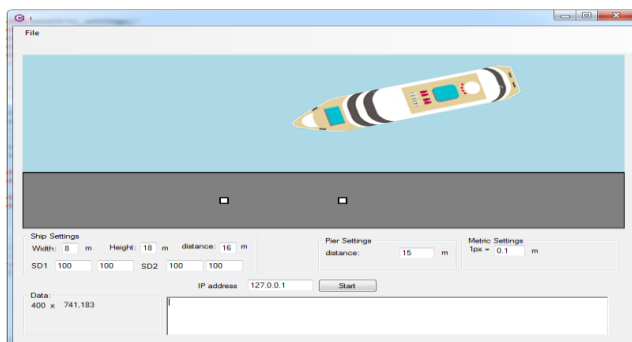 File
Ship Settings
Width: 8 m Height: 18 m distance: 16 m
SD1 100 100 SD2 100 100
Pier Settings
distance: 15 m
Metric Settings
1px = 0.1 m
IP address 127.0.0.1 Start
Data:
400 x 741,183